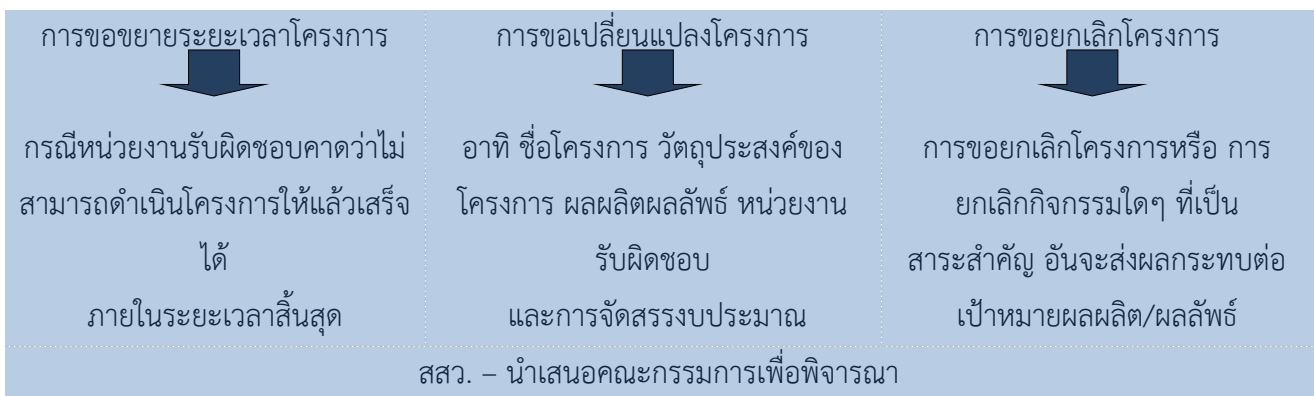 การขอขยายระยะเวลาโครงการ
กรณีหน่วยงานรับผิดชอบคาดว่าไม่
สามารถดำเนินโครงการให้แล้วเสร็จ
ได้
ภายในระยะเวลาสิ้นสุด
การขอเปลี่ยนแปลงโครงการ
อาทิ ชื่อโครงการ วัตถุประสงค์ของ
โครงการ ผลผลิตผลลัพธ์ หน่วยงาน
รับผิดชอบ
และการจัดสรรงบประมาณ
การขอยกเลิกโครงการ
การขอยกเลิกโครงการหรือ การ
ยกเลิกกิจกรรมใดๆ ที่เป็น
สาระสำคัญ อันจะส่งผลกระทบต่อ
เป้าหมายผลผลิต/ผลลัพธ์
สสว. – นำเสนอคณะกรรมการเพื่อพิจารณา